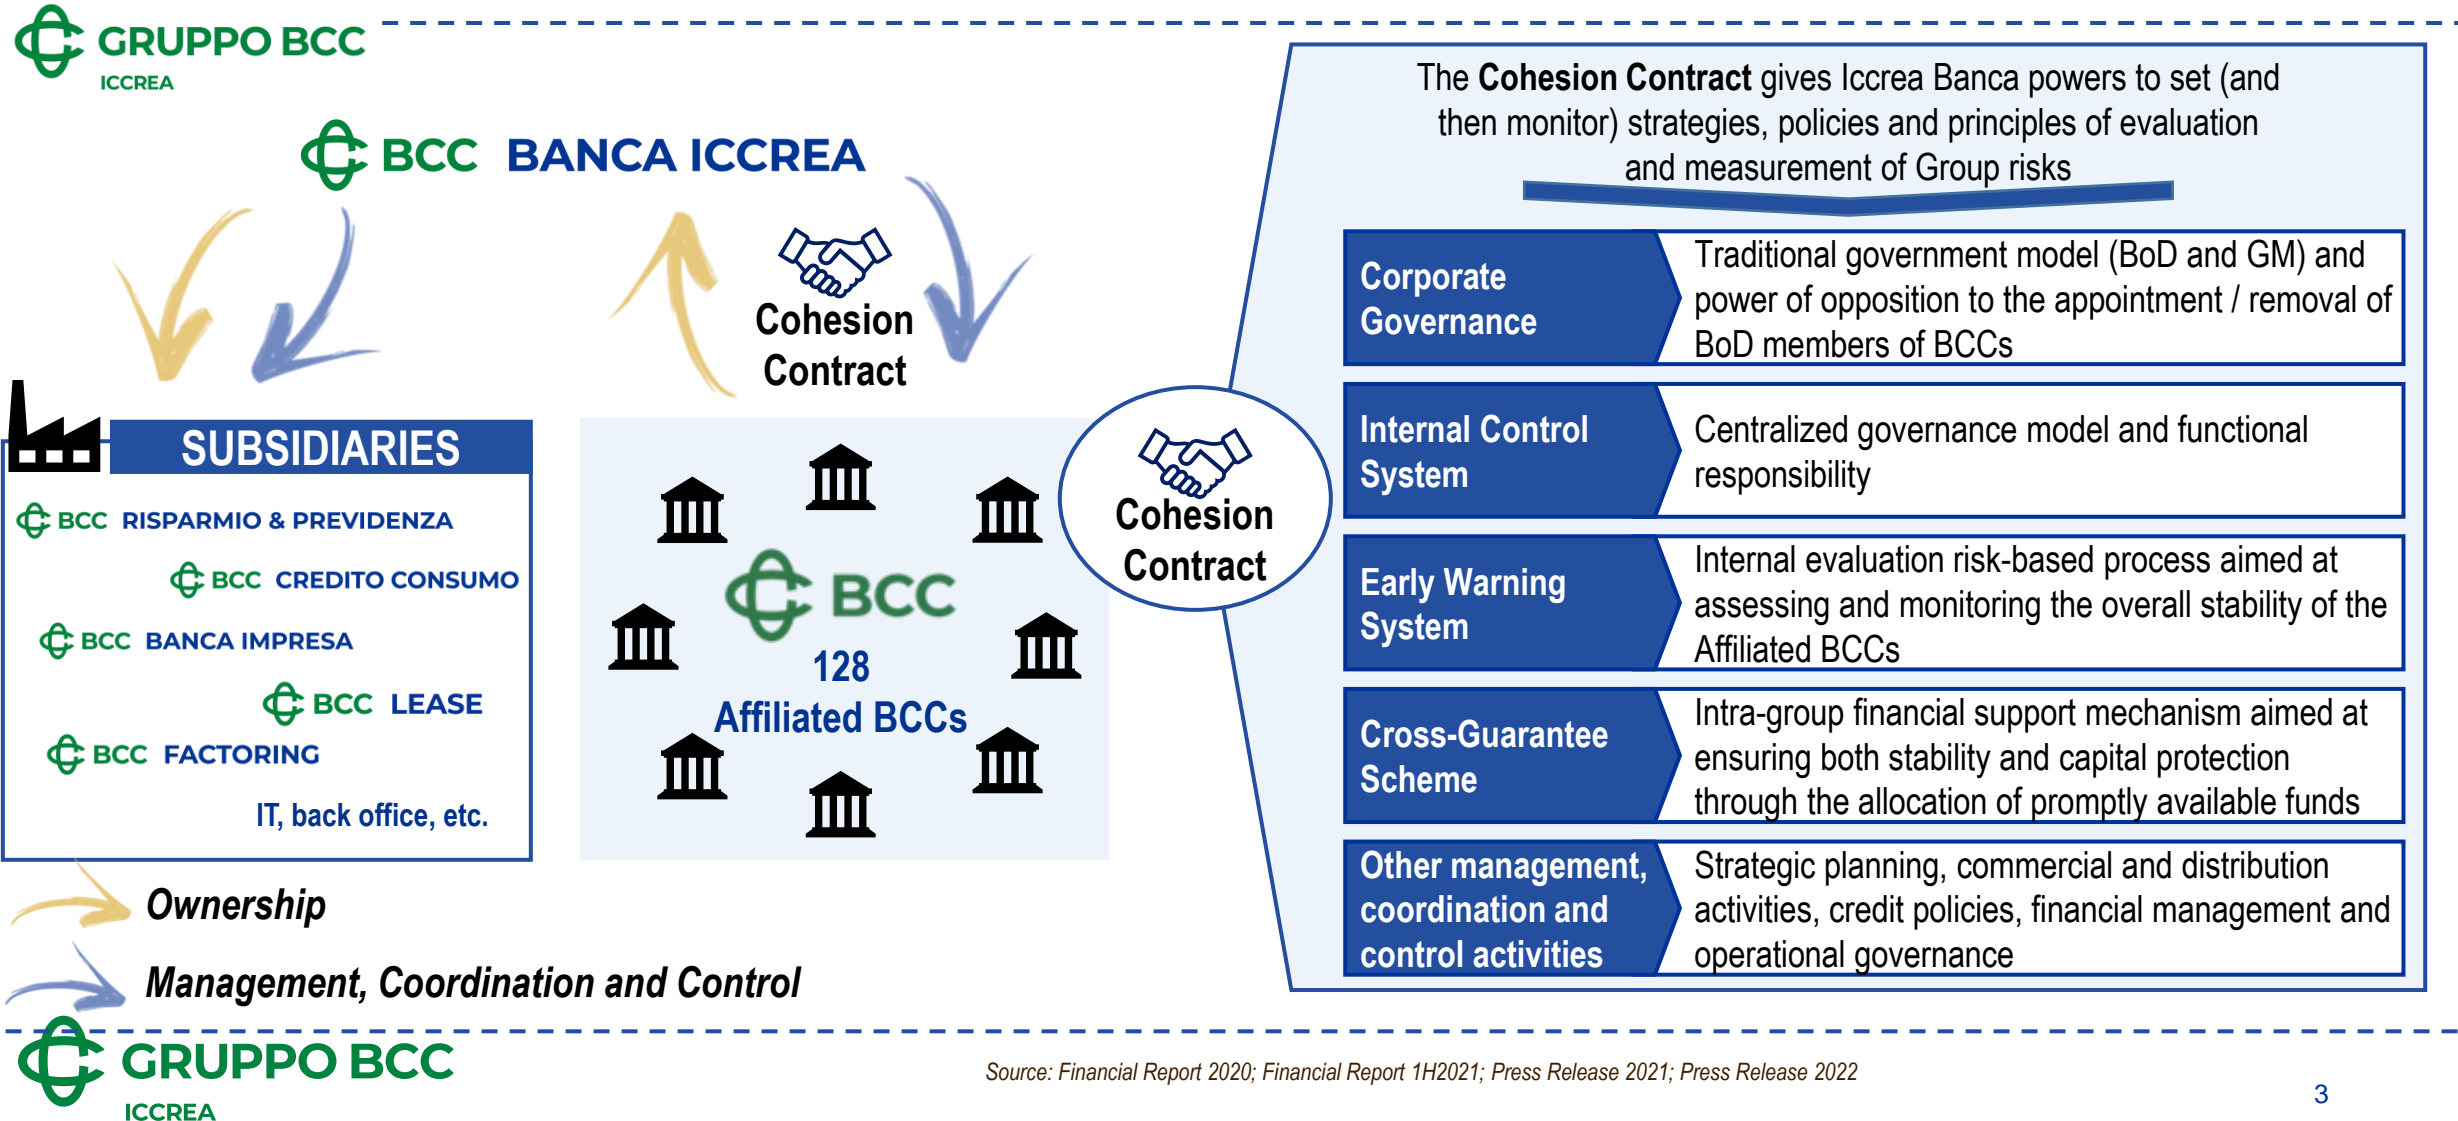 GRUPPO BCC
ICCREA
BCC BANCA ICCREA
Cohesion
Contract
SUBSIDIARIES
BCC RISPARMIO & PREVIDENZA
BCC CREDITO CONSUMO
BCC BANCA IMPRESA
BCC LEASE
BCC FACTORING
IT, back office, etc.
BCC
128
Affiliated BCCs
Ownership
Management, Coordination and Control
Cohesion
Contract
The Cohesion Contract gives Iccrea Banca powers to set (and
then monitor) strategies, policies and principles of evaluation
and measurement of Group risks
Corporate
Governance
Traditional government model (BoD and GM) and
power of opposition to the appointment / removal of
BoD members of BCCs
Internal Control
System
Centralized governance model and functional
responsibility
Early Warning
System
Internal evaluation risk-based process aimed at
assessing and monitoring the overall stability of the
Affiliated BCCs
Cross-Guarantee
Scheme
Intra-group financial support mechanism aimed at
ensuring both stability and capital protection
through the allocation of promptly available funds
Other management,
coordination and
control activities
Strategic planning, commercial and distribution
activities, credit policies, financial management and
operational governance
GRUPPO BCC
ICCREA
Source: Financial Report 2020; Financial Report 1H2021; Press Release 2021; Press Release 2022
3